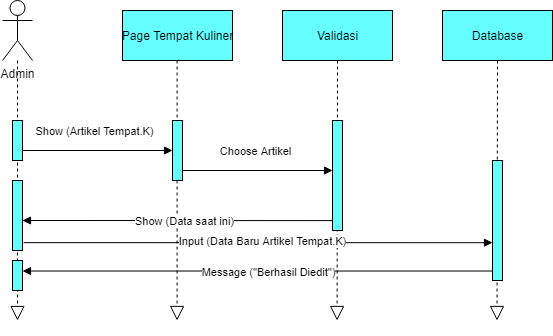 Page Tempat Kuliner
Validasi
Database
Admin
Show (Artikel Tempat.K)
Choose Artikel
Show (Data saat ini)
Input (Data Baru Artikel Tempat.K)
Message ("Berhasil Diedit")